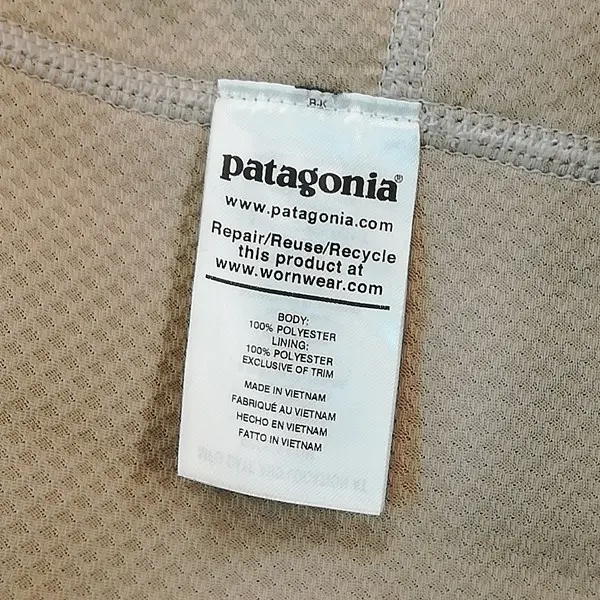 R-K
patagonia®
www.patagonia.com
Repair/Reuse/Recycle
this product at
www.wornwear.com
BODY:
100% POLYESTER
LINING:
100% POLYESTER
EXCLUSIVE OF TRIM
MADE IN VIETNAM
FABRIQUÉ AU VIETNAM
HECHO EN VIETNAM
FATTO IN VIETNAM